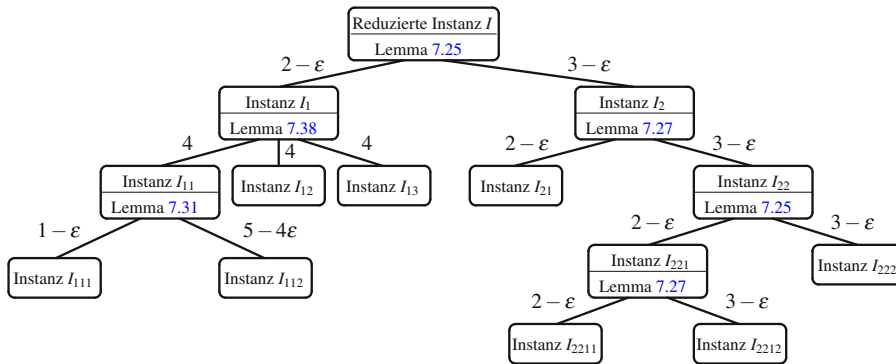 Reduzierte Instanz I
Lemma 7.25
2 − ε
3 − ε
Instanz I₁
Lemma 7.38
Instanz I₂
Lemma 7.27
4
4
4
2 − ε
3 − ε
Instanz I₁₁
Lemma 7.31
Instanz I₁₂
Instanz I₁₃
Instanz I₂₁
Instanz I₂₂
Lemma 7.25
1 − ε
5 − 4ε
2 − ε
3 − ε
Instanz I₁₁₁
Instanz I₁₁₂
Instanz I₂₂₁
Lemma 7.27
Instanz I₂₂₂
2 − ε
3 − ε
Instanz I₂₂₁₁
Instanz I₂₂₁₂